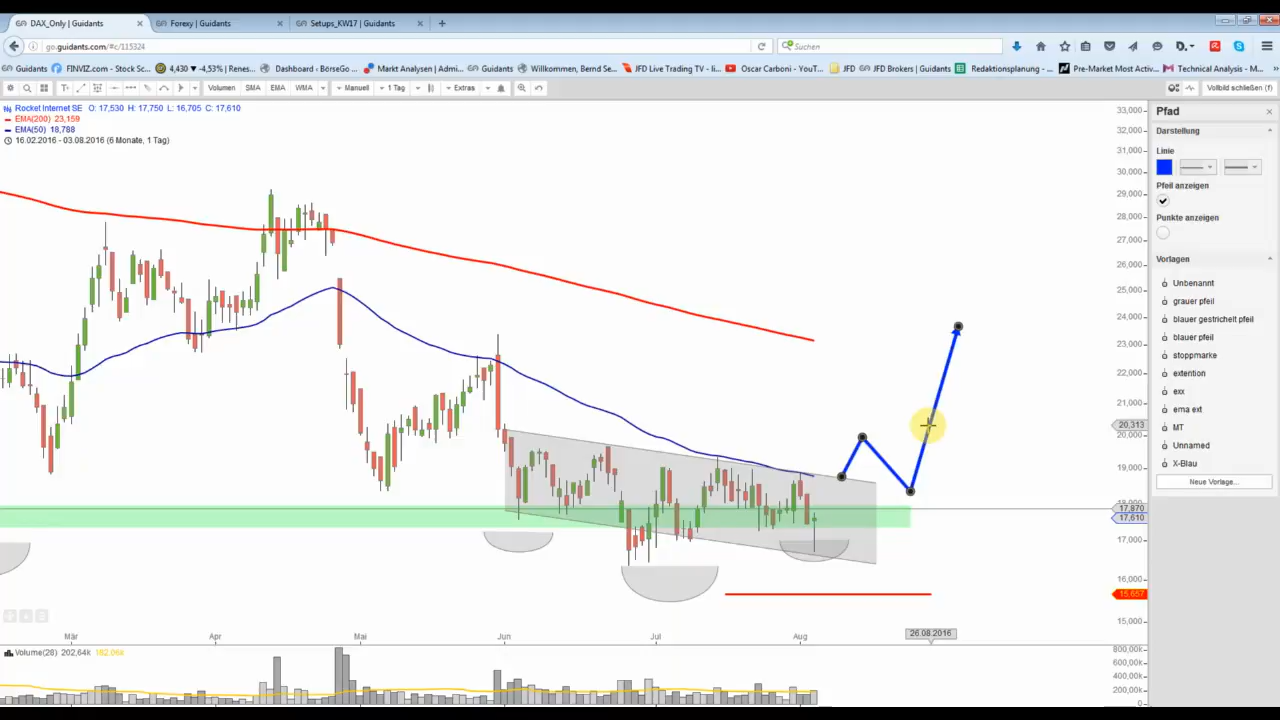 DAX_Only | Guidants
Forexy | Guidants
Setups_KW17 | Guidants
go.guidants.com/#c/115324
Suchen
Guidants
FINVIZ.com - Stock Sc...
4,430 ▾ -4,53% | Renes...
Dashboard ‹ BörseGo ...
Markt Analysen | Admi...
Guidants
Willkommen, Bernd Se...
JFD Live Trading TV - li...
Oscar Carboni - YouT...
JFD
JFD Brokers | Guidants
Redaktionsplanung - ...
Pre-Market Most Activ...
Technical Analysis - M...
Volumen
SMA
EMA
WMA
Manuell
1 Tag
Extras
Vollbild schließen (f)
Rocket Internet SE O: 17,530 H: 17,750 L: 16,705 C: 17,610
EMA(200) 23,159
EMA(50) 18,788
16.02.2016 - 03.08.2016 (6 Monate, 1 Tag)
33,000
32,000
31,000
30,000
29,000
28,000
27,000
26,000
25,000
24,000
23,000
22,000
21,000
20,313
20,000
19,000
18,000
17,870
17,610
17,000
16,000
15,657
15,000
Mär
Apr
Mai
Jun
Jul
Aug
26.08.2016
Volume(28) 202,64k 182,06k
800,00k
600,00k
400,00k
200,00k
0
Pfad
Darstellung
Linie
Pfeil anzeigen
Punkte anzeigen
Vorlagen
Unbenannt
grauer pfeil
blauer gestrichelt pfeil
blauer pfeil
stoppmarke
extention
exx
ema ext
MT
Unnamed
X-Blau
Neue Vorlage...